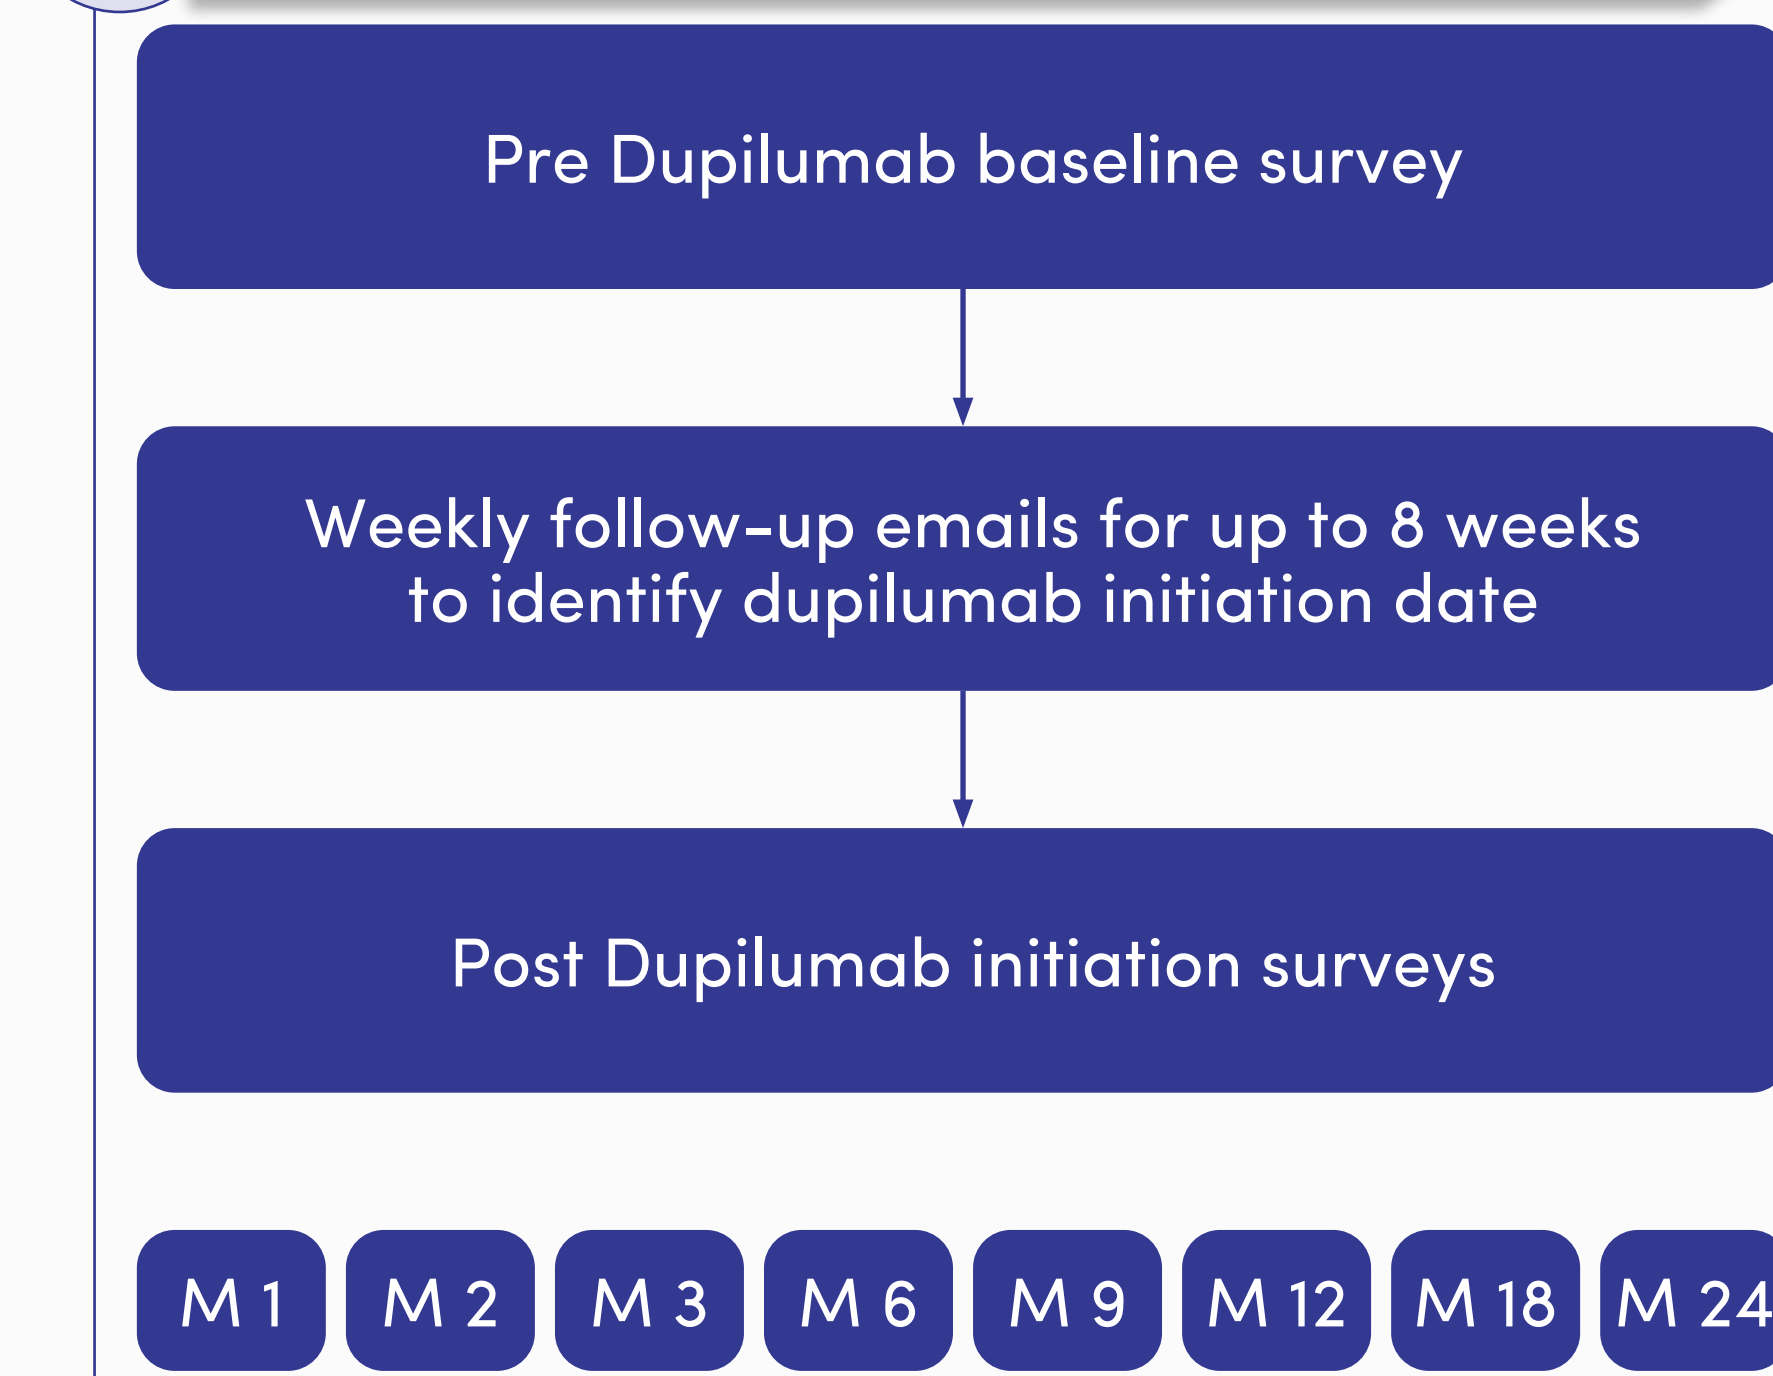 Pre Dupilumab baseline survey
Weekly follow-up emails for up to 8 weeks
to identify dupilumab initiation date
Post Dupilumab initiation surveys
M 1 M 2 M 3 M 6 M 9 M 12 M 18 M 24